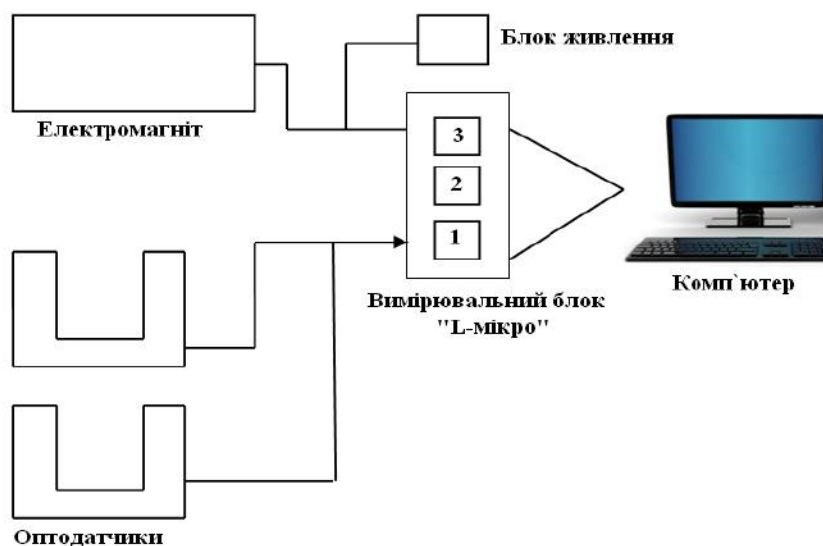 Блок живлення
Електромагніт
3
2
1
Вимірювальний блок
"L-мікро"
Комп`ютер
Оптодатчики